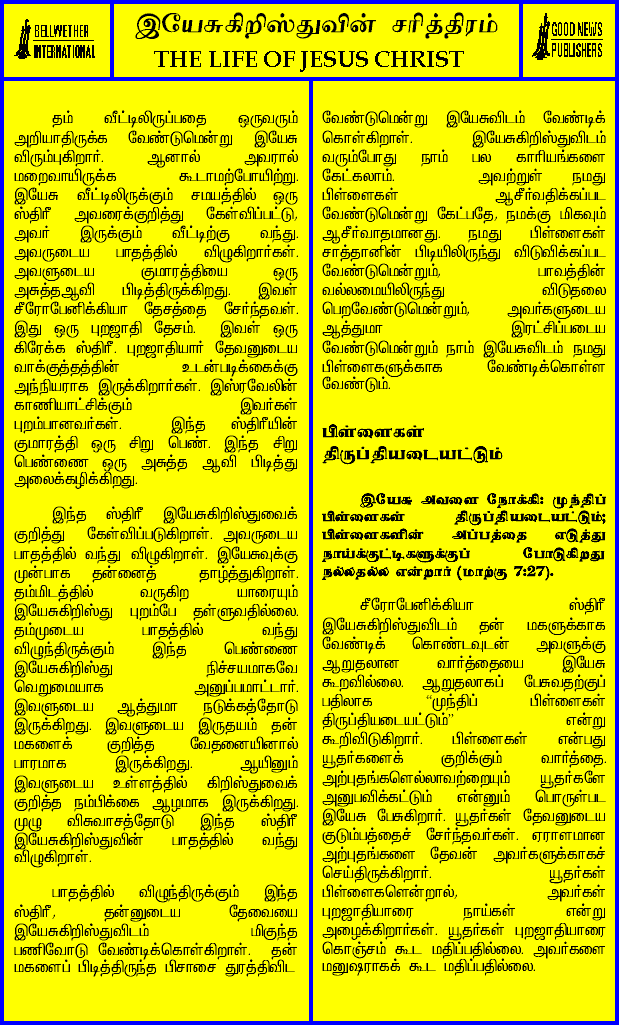 BELLWETHER
INTERNATIONAL
இயேசுகிறிஸ்துவின் சரித்திரம்
THE LIFE OF JESUS CHRIST
GOOD NEWS
PUBLISHERS
தம் வீட்டிலிருப்பதை ஒருவரும்
அறியாதிருக்க வேண்டுமென்று இயேசு
விரும்புகிறார். ஆனால் அவரால்
மறைவாயிருக்க கூடாமற்போயிற்று.
இயேசு வீட்டிலிருக்கும் சமயத்தில் ஒரு
ஸ்திரீ அவரைக்குறித்து கேள்விப்பட்டு,
அவர் இருக்கும் வீட்டிற்கு வந்து.
அவருடைய பாதத்தில் விழுகிறார்கள்.
அவளுடைய குமாரத்தியை ஒரு
அசுத்தஆவி பிடித்திருக்கிறது. இவள்
சீரோபேனிக்கியா தேசத்தை சேர்ந்தவள்.
இது ஒரு புறஜாதி தேசம். இவள் ஒரு
கிரேக்க ஸ்திரீ. புறஜாதியார் தேவனுடைய
வாக்குத்தத்தின் உடன்படிக்கைக்கு
அந்நியராக இருக்கிறார்கள். இஸ்ரவேலின்
காணியாட்சிக்கும் இவர்கள்
புறம்பானவர்கள். இந்த ஸ்திரீயின்
குமாரத்தி ஒரு சிறு பெண். இந்த சிறு
பெண்ணை ஒரு அசுத்த ஆவி பிடித்து
அலைக்கழிக்கிறது.
இந்த ஸ்திரீ இயேசுகிறிஸ்துவைக்
குறித்து கேள்விப்படுகிறாள். அவருடைய
பாதத்தில் வந்து விழுகிறாள். இயேசுவுக்கு
முன்பாக தன்னைத் தாழ்த்துகிறாள்.
தம்மிடத்தில் வருகிற யாரையும்
இயேசுகிறிஸ்து புறம்பே தள்ளுவதில்லை.
தம்முடைய பாதத்தில் வந்து
விழுந்திருக்கும் இந்த பெண்ணை
இயேசுகிறிஸ்து நிச்சயமாகவே
வெறுமையாக அனுப்பமாட்டார்.
இவளுடைய ஆத்துமா நடுக்கத்தோடு
இருக்கிறது. இவளுடைய இருதயம் தன்
மகளைக் குறித்த வேதனையினால்
பாரமாக இருக்கிறது. ஆயினும்
இவளுடைய உள்ளத்தில் கிறிஸ்துவைக்
குறித்த நம்பிக்கை ஆழமாக இருக்கிறது.
முழு விசுவாசத்தோடு இந்த ஸ்திரீ
இயேசுகிறிஸ்துவின் பாதத்தில் வந்து
விழுகிறாள்.
பாதத்தில் விழுந்திருக்கும் இந்த
ஸ்திரீ, தன்னுடைய தேவையை
இயேசுகிறிஸ்துவிடம் மிகுந்த
பணிவோடு வேண்டிக்கொள்கிறாள். தன்
மகளைப் பிடித்திருந்த பிசாசை துரத்திவிட
வேண்டுமென்று இயேசுவிடம் வேண்டிக்
கொள்கிறாள். இயேசுகிறிஸ்துவிடம்
வரும்போது நாம் பல காரியங்களை
கேட்கலாம். அவற்றுள் நமது
பிள்ளைகள் ஆசீர்வதிக்கப்பட
வேண்டுமென்று கேட்பதே, நமக்கு மிகவும்
ஆசீர்வாதமானது. நமது பிள்ளைகள்
சாத்தானின் பிடியிலிருந்து விடுவிக்கப்பட
வேண்டுமென்றும், பாவத்தின்
வல்லமையிலிருந்து விடுதலை
பெறவேண்டுமென்றும், அவர்களுடைய
ஆத்துமா இரட்சிப்படைய
வேண்டுமென்றும் நாம் இயேசுவிடம் நமது
பிள்ளைகளுக்காக வேண்டிக்கொள்ள
வேண்டும்.
பிள்ளைகள்
திருப்தியடையட்டும்
இயேசு அவளை நோக்கி: முந்திப்
பிள்ளைகள் திருப்தியடையட்டும்;
பிள்ளைகளின் அப்பத்தை எடுத்து
நாய்க்குட்டிகளுக்குப் போடுகிறது
நல்லதல்ல என்றார் (மாற்கு 7:27).
சீரோபேனிக்கியா ஸ்திரீ
இயேசுகிறிஸ்துவிடம் தன் மகளுக்காக
வேண்டிக் கொண்டவுடன் அவளுக்கு
ஆறுதலான வார்த்தையை இயேசு
கூறவில்லை. ஆறுதலாகப் பேசுவதற்குப்
பதிலாக “முந்திப் பிள்ளைகள்
திருப்தியடையட்டும்” என்று
கூறிவிடுகிறார். பிள்ளைகள் என்பது
யூதர்களைக் குறிக்கும் வார்த்தை.
அற்புதங்களெல்லாவற்றையும் யூதர்களே
அனுபவிக்கட்டும் என்னும் பொருள்பட
இயேசு பேசுகிறார். யூதர்கள் தேவனுடைய
குடும்பத்தைச் சேர்ந்தவர்கள். ஏராளமான
அற்புதங்களை தேவன் அவர்களுக்காகச்
செய்திருக்கிறார். யூதர்கள்
பிள்ளைகளென்றால், அவர்கள்
புறஜாதியாரை நாய்கள் என்று
அழைக்கிறார்கள். யூதர்கள் புறஜாதியாரை
கொஞ்சம் கூட மதிப்பதில்லை. அவர்களை
மனுஷராகக் கூட மதிப்பதில்லை.